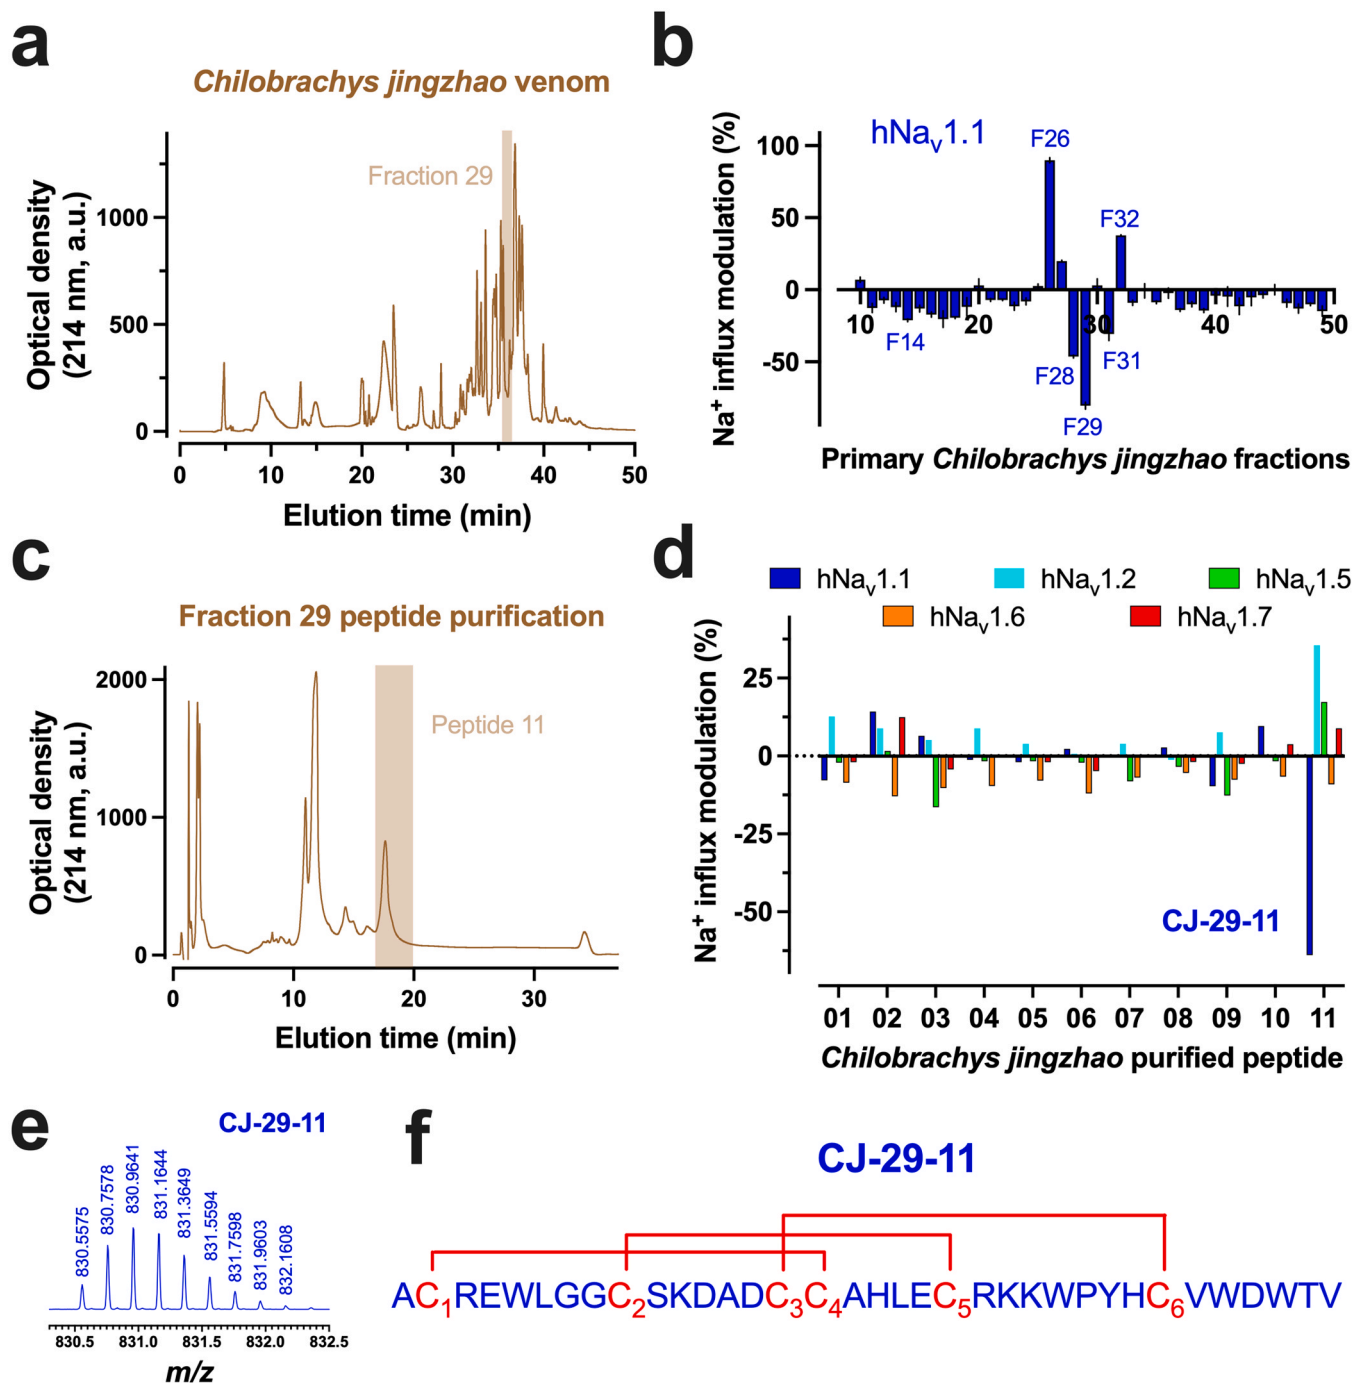 a
Chilobrachys jingzhao venom
Optical density
(214 nm, a.u.)
1000
500
0
Fraction 29
0 10 20 30 40 50
Elution time (min)
b
hNav1.1
Na+ influx modulation (%)
100
50
0
-50
F26
F32
F14
F28
F31
F29
10 20 30 40 50
Primary Chilobrachys jingzhao fractions
c
Fraction 29 peptide purification
Optical density
(214 nm, a.u.)
2000
1000
0
Peptide 11
0 10 20 30
Elution time (min)
d
hNav1.1 hNav1.2 hNav1.5
hNav1.6 hNav1.7
Na+ influx modulation (%)
25
0
-25
-50
CJ-29-11
01 02 03 04 05 06 07 08 09 10 11
Chilobrachys jingzhao purified peptide
e
CJ-29-11
830.5575
830.7578
830.9641
831.1644
831.3649
831.5594
831.7598
831.9603
832.1608
830.5 831.0 831.5 832.0 832.5
m/z
f
CJ-29-11
AC1REWLGGC2SKDADC3C4AHLEC5RKKWPYHC6VWDWTV